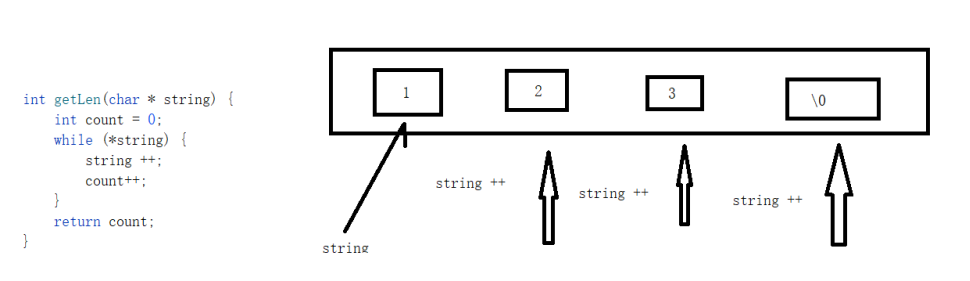 int getLen(char * string) {
    int count = 0;
    while (*string) {
        string ++;
        count++;
    }
    return count;
}
1
2
3
\0
string
string ++
string ++
string ++